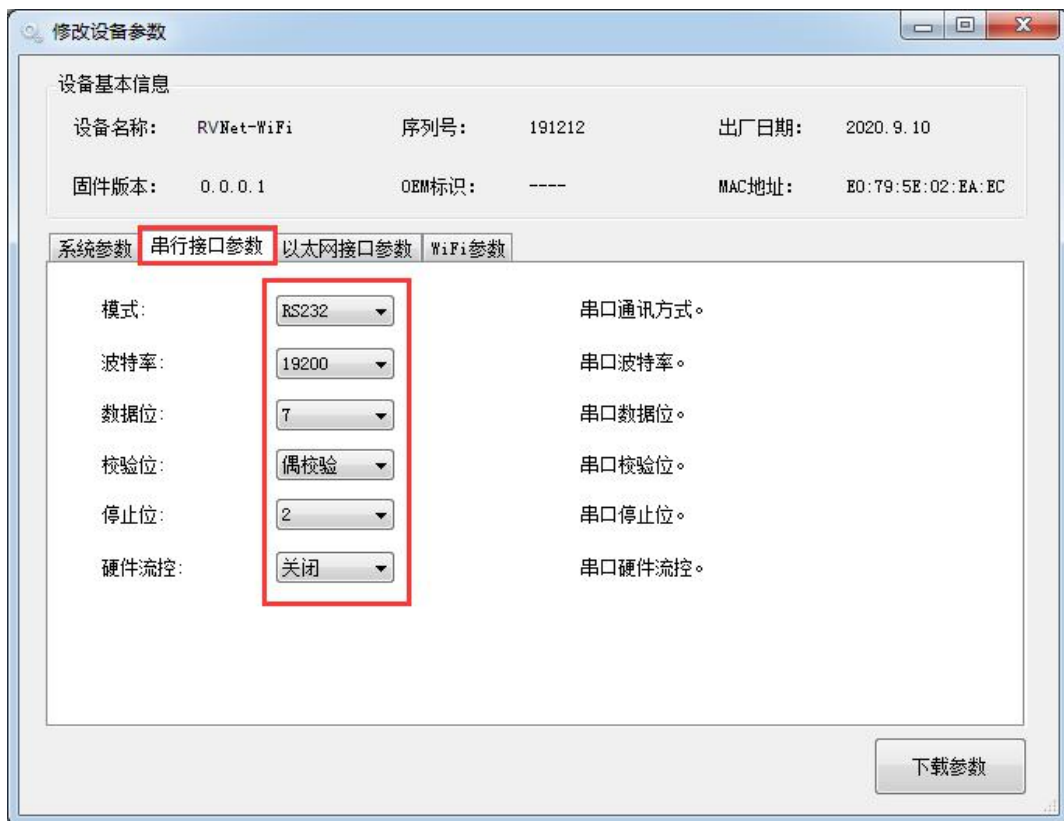 修改设备参数
设备基本信息
设备名称: RVNet-WiFi 序列号: 191212 出厂日期: 2020.9.10
固件版本: 0.0.0.1 OEM标识: ---- MAC地址: E0:79:5E:02:EA:EC
系统参数 串行接口参数 以太网接口参数 WiFi参数
模式: RS232 串口通讯方式。
波特率: 19200 串口波特率。
数据位: 7 串口数据位。
校验位: 偶校验 串口校验位。
停止位: 2 串口停止位。
硬件流控: 关闭 串口硬件流控。
下载参数